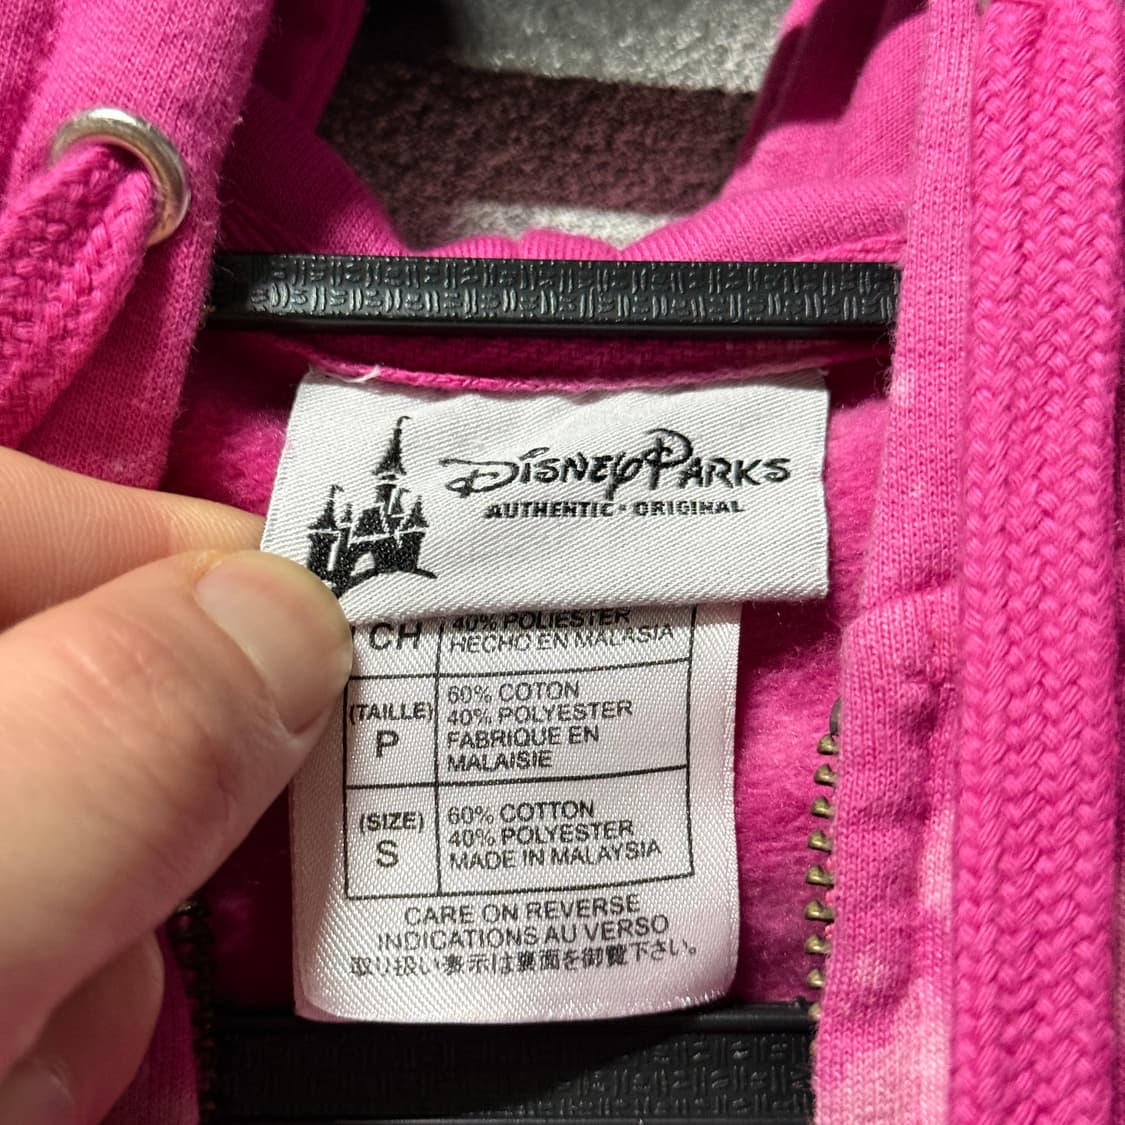 DISNEY PARKS
AUTHENTIC • ORIGINAL
CH
40% POLIESTER
HECHO EN MALASIA
(TAILLE)
P
60% COTON
40% POLYESTER
FABRIQUE EN
MALAISIE
(SIZE)
S
60% COTTON
40% POLYESTER
MADE IN MALAYSIA
CARE ON REVERSE
INDICATIONS AU VERSO
取り扱い表示は裏面を御覧下さい。